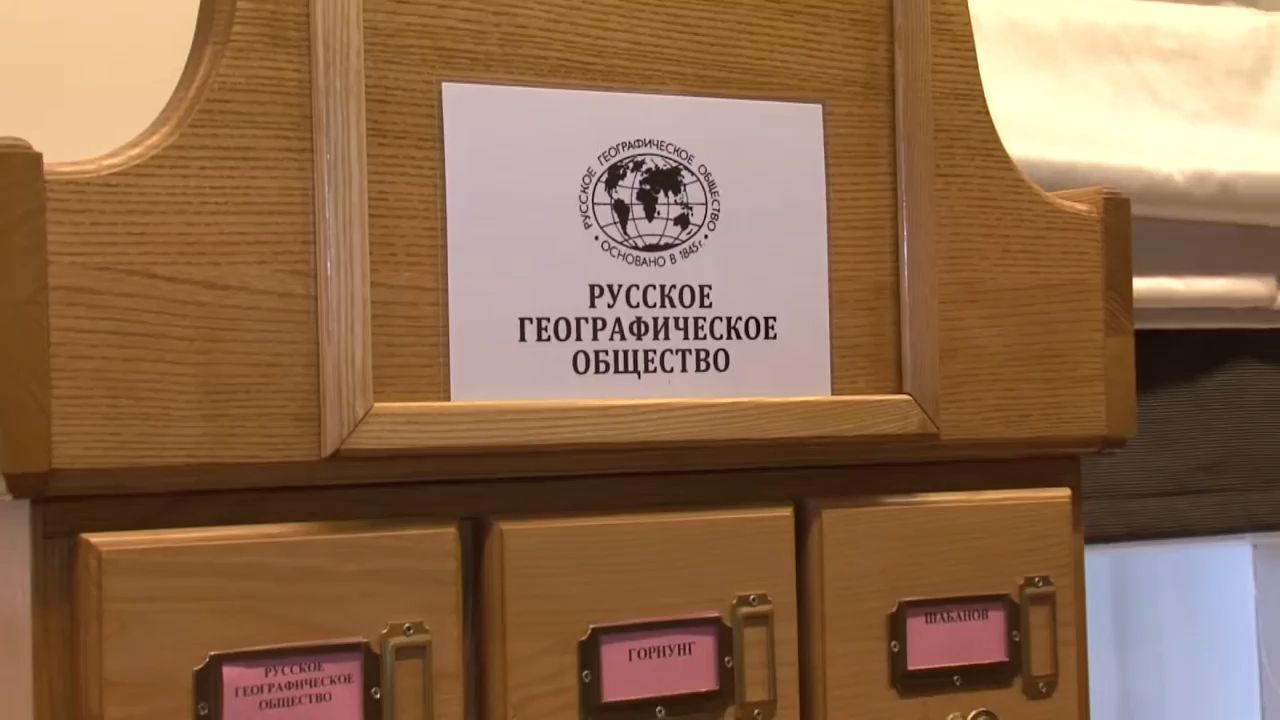 РУССКОЕ ГЕОГРАФИЧЕСКОЕ ОБЩЕСТВО
• ОСНОВАНО В 1845 г. •
РУССКОЕ
ГЕОГРАФИЧЕСКОЕ
ОБЩЕСТВО
РУССКОЕ
ГЕОГРАФИЧЕСКОЕ
ОБЩЕСТВО
ГОРНУНГ
ШАБАНОВ